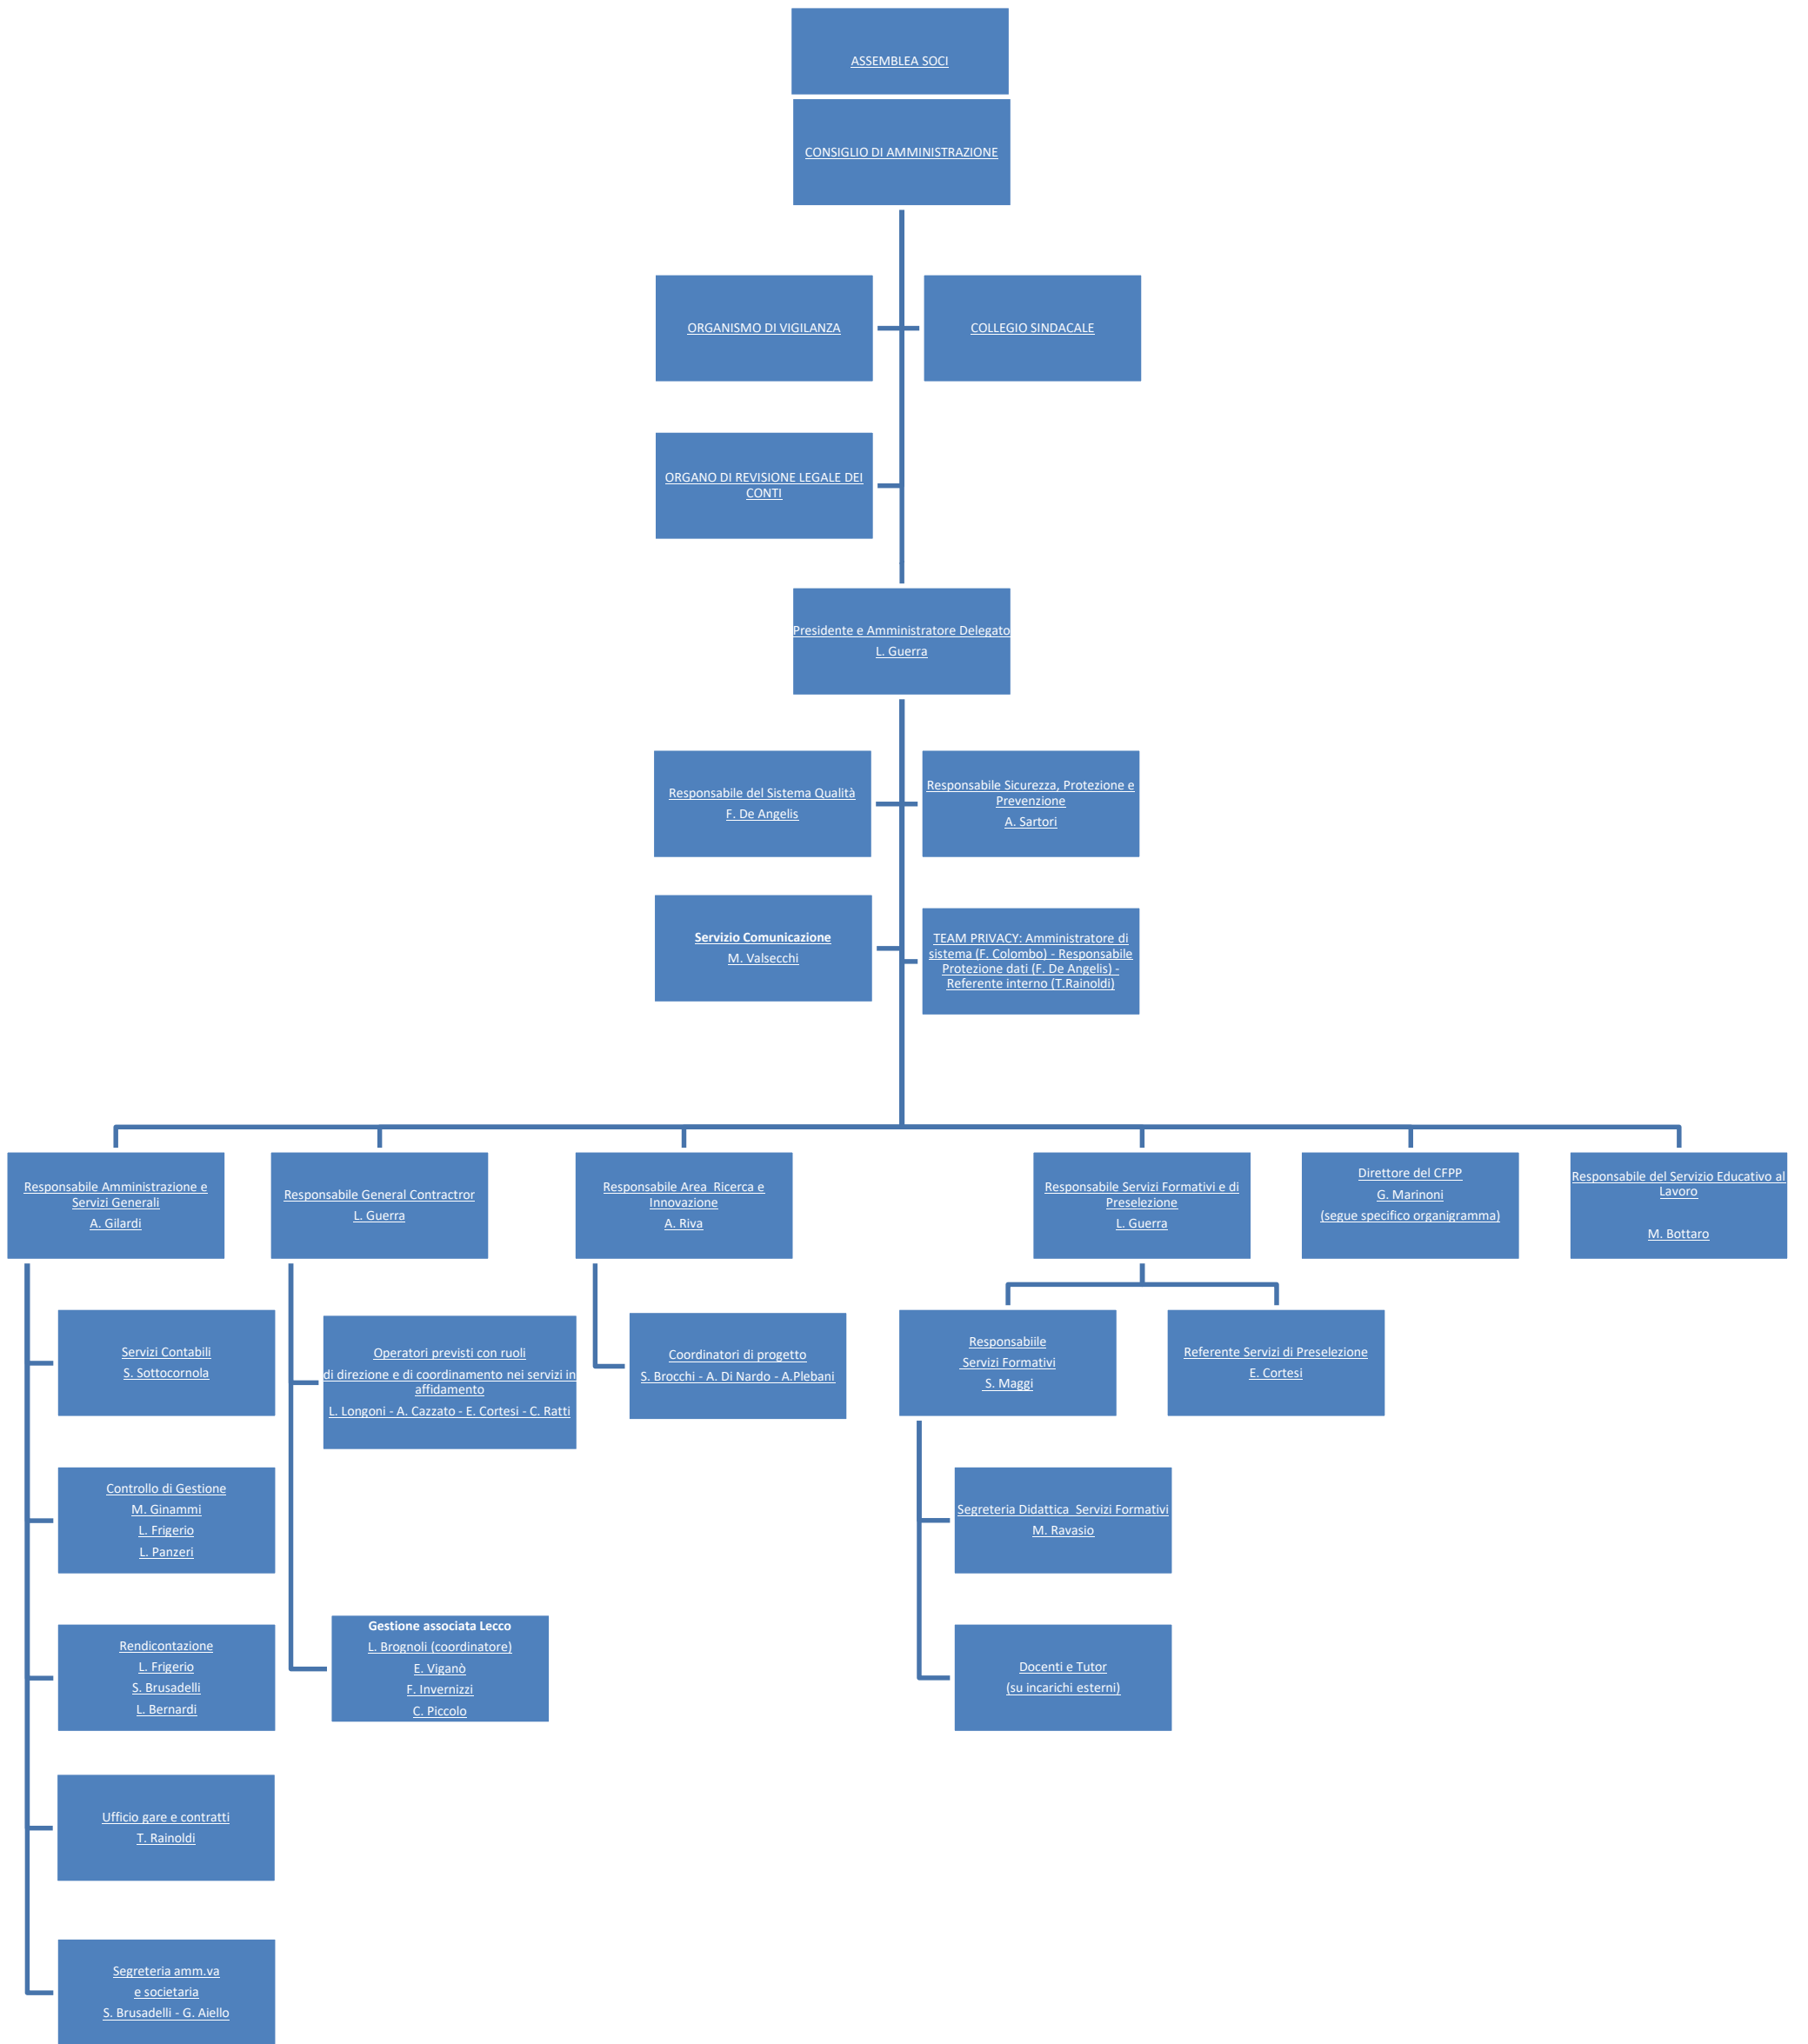 ASSEMBLEA SOCI
CONSIGLIO DI AMMINISTRAZIONE
ORGANISMO DI VIGILANZA
COLLEGIO SINDACALE
ORGANO DI REVISIONE LEGALE DEI
CONTI
Presidente e Amministratore Delegato
L. Guerra
Responsabile del Sistema Qualità
F. De Angelis
Responsabile Sicurezza, Protezione e
Prevenzione
A. Sartori
Servizio Comunicazione
M. Valsecchi
TEAM PRIVACY: Amministratore di
sistema (F. Colombo) - Responsabile
Protezione dati (F. De Angelis) -
Referente interno (T.Rainoldi)
Responsabile Amministrazione e
Servizi Generali
A. Gilardi
Responsabile General Contractror
L. Guerra
Responsabile Area  Ricerca e
Innovazione
A. Riva
Responsabile Servizi Formativi e di
Preselezione
L. Guerra
Direttore del CFPP
G. Marinoni
(segue specifico organigramma)
Responsabile del Servizio Educativo al
Lavoro
M. Bottaro
Servizi Contabili
S. Sottocornola
Operatori previsti con ruoli
di direzione e di coordinamento nei servizi in
affidamento
L. Longoni - A. Cazzato - E. Cortesi - C. Ratti
Coordinatori di progetto
S. Brocchi - A. Di Nardo - A.Plebani
Responsabiile
Servizi Formativi
S. Maggi
Referente Servizi di Preselezione
E. Cortesi
Controllo di Gestione
M. Ginammi
L. Frigerio
L. Panzeri
Segreteria Didattica  Servizi Formativi
M. Ravasio
Rendicontazione
L. Frigerio
S. Brusadelli
L. Bernardi
Gestione associata Lecco
L. Brognoli (coordinatore)
E. Viganò
F. Invernizzi
C. Piccolo
Docenti e Tutor
(su incarichi esterni)
Ufficio gare e contratti
T. Rainoldi
Segreteria amm.va
e societaria
S. Brusadelli - G. Aiello